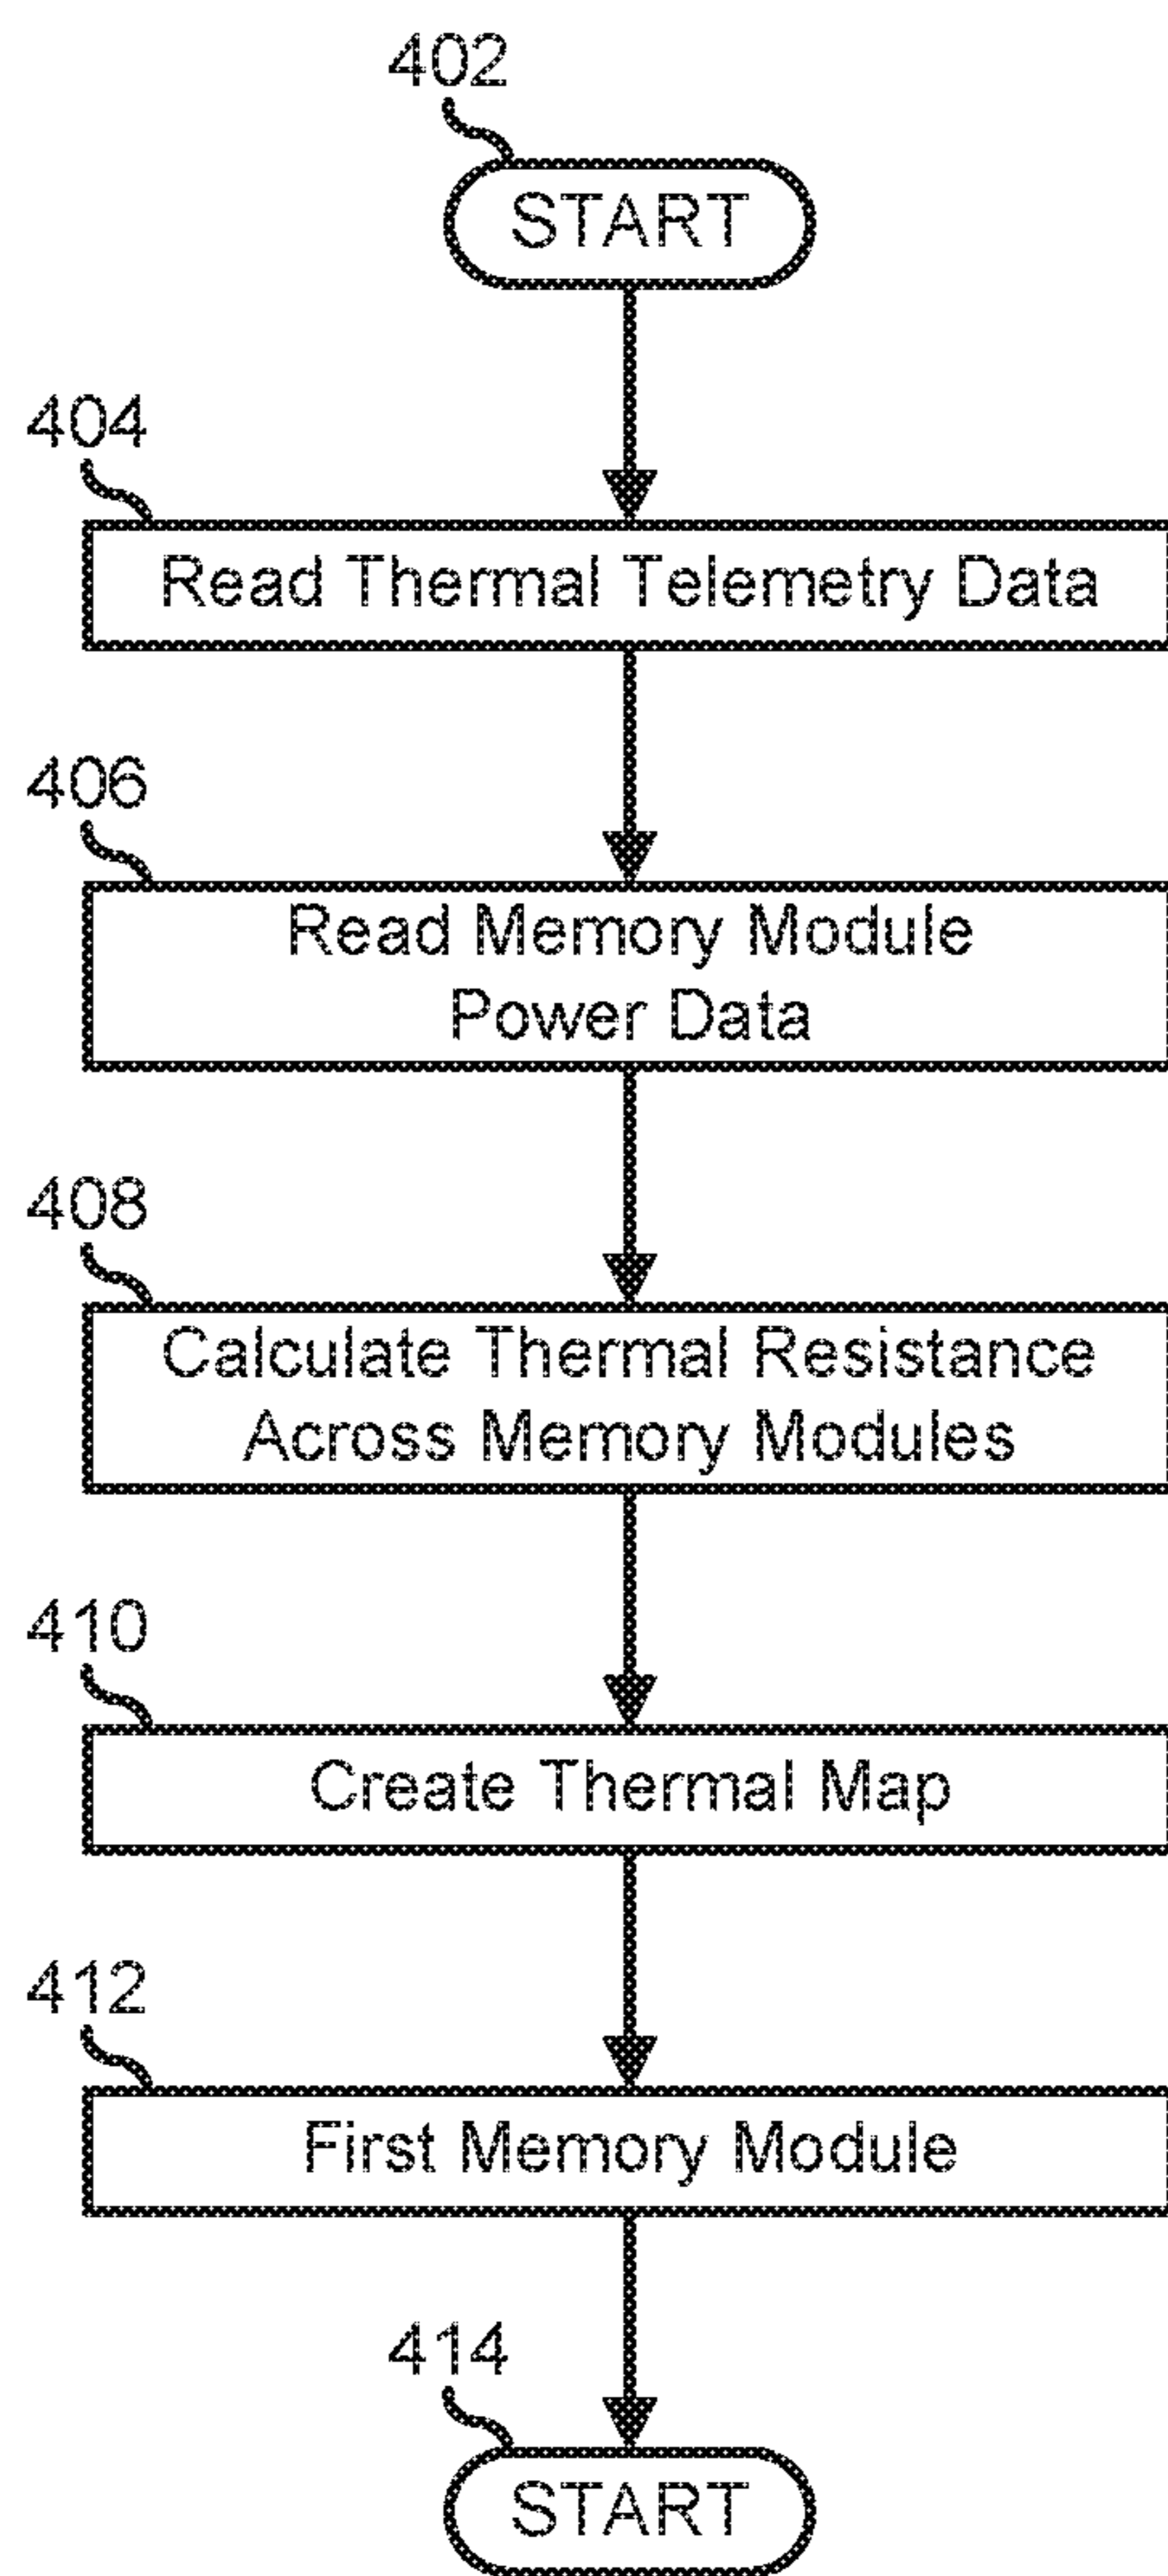 402
START
404
Read Thermal Telemetry Data
406
Read Memory Module
Power Data
408
Calculate Thermal Resistance
Across Memory Modules
410
Create Thermal Map
412
First Memory Module
414
START